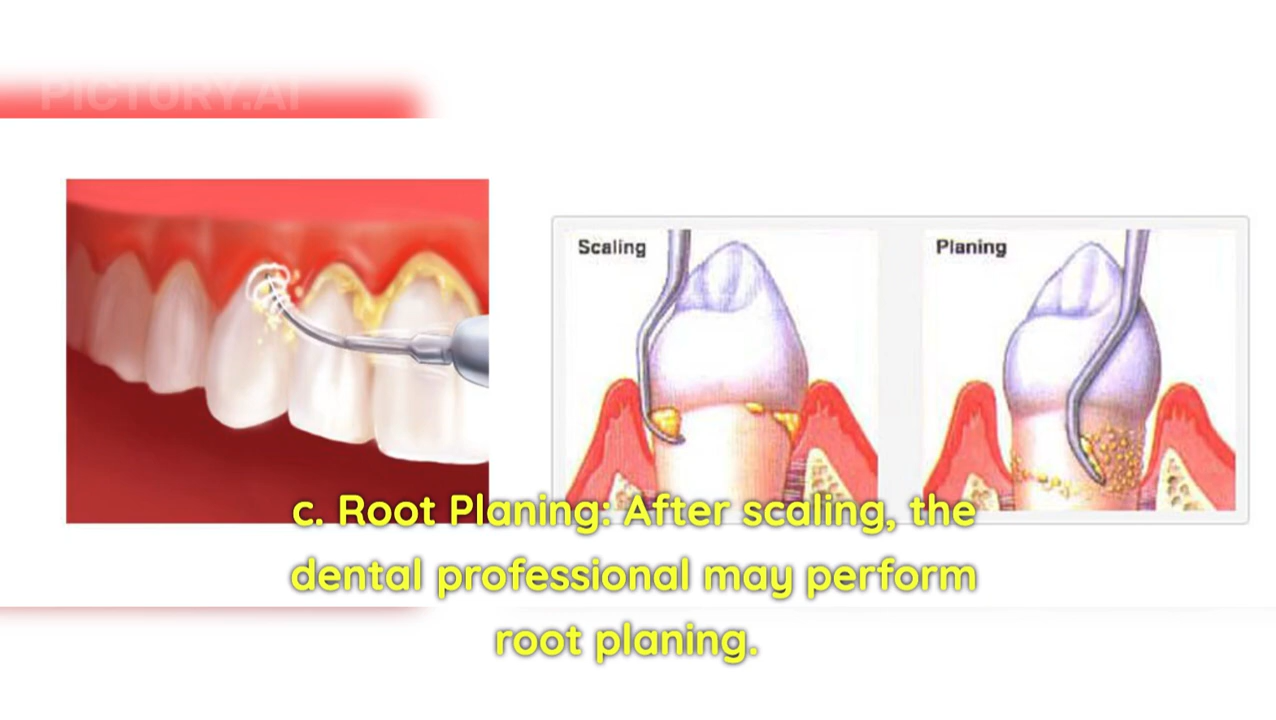 PICTORY.AI
Scaling
Planing
c. Root Planing: After scaling, the
dental professional may perform
root planing.